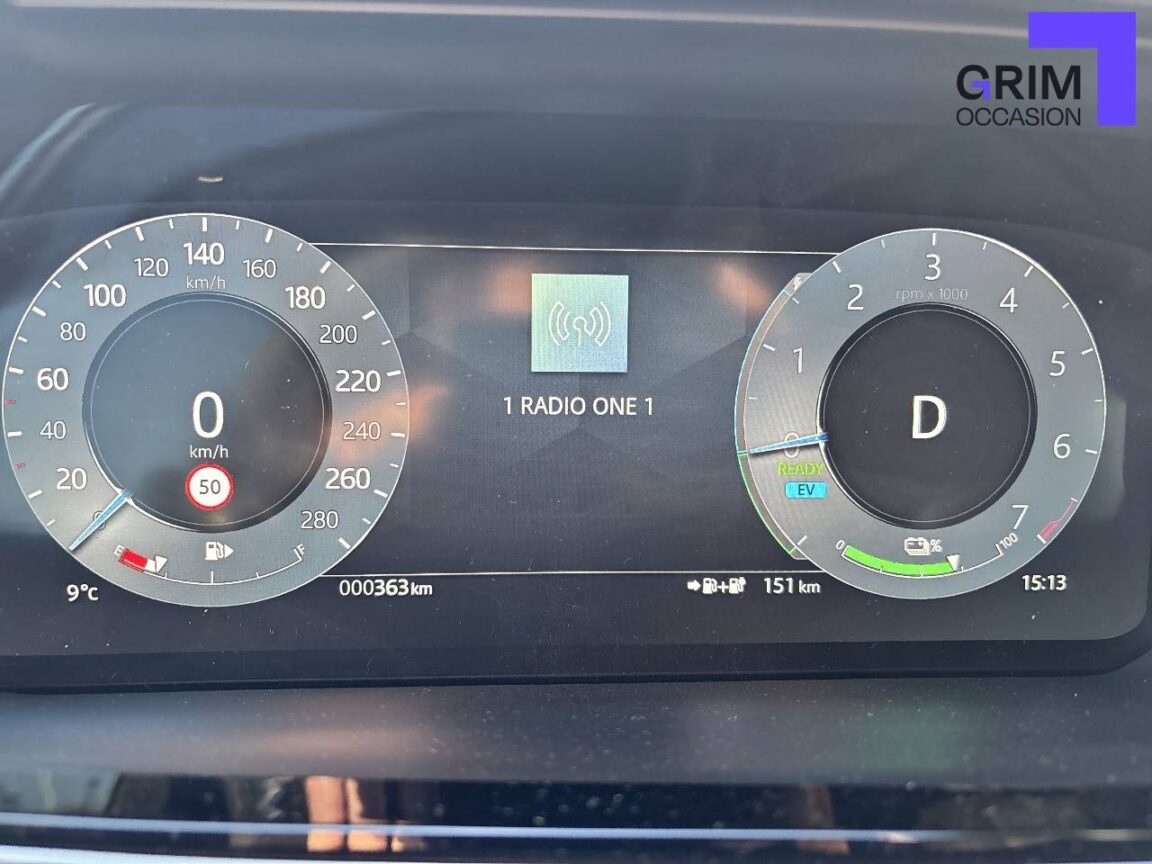 GRIM
OCCASION
0 20 40 60 80 100 120 140 160 180 200 220 240 260 280
km/h
0
km/h
50
E F
9°C
000363km
1 RADIO ONE 1
151 km
0 1 2 3 4 5 6 7
rpm x 1000
D
READY
EV
0 % 100
15:13